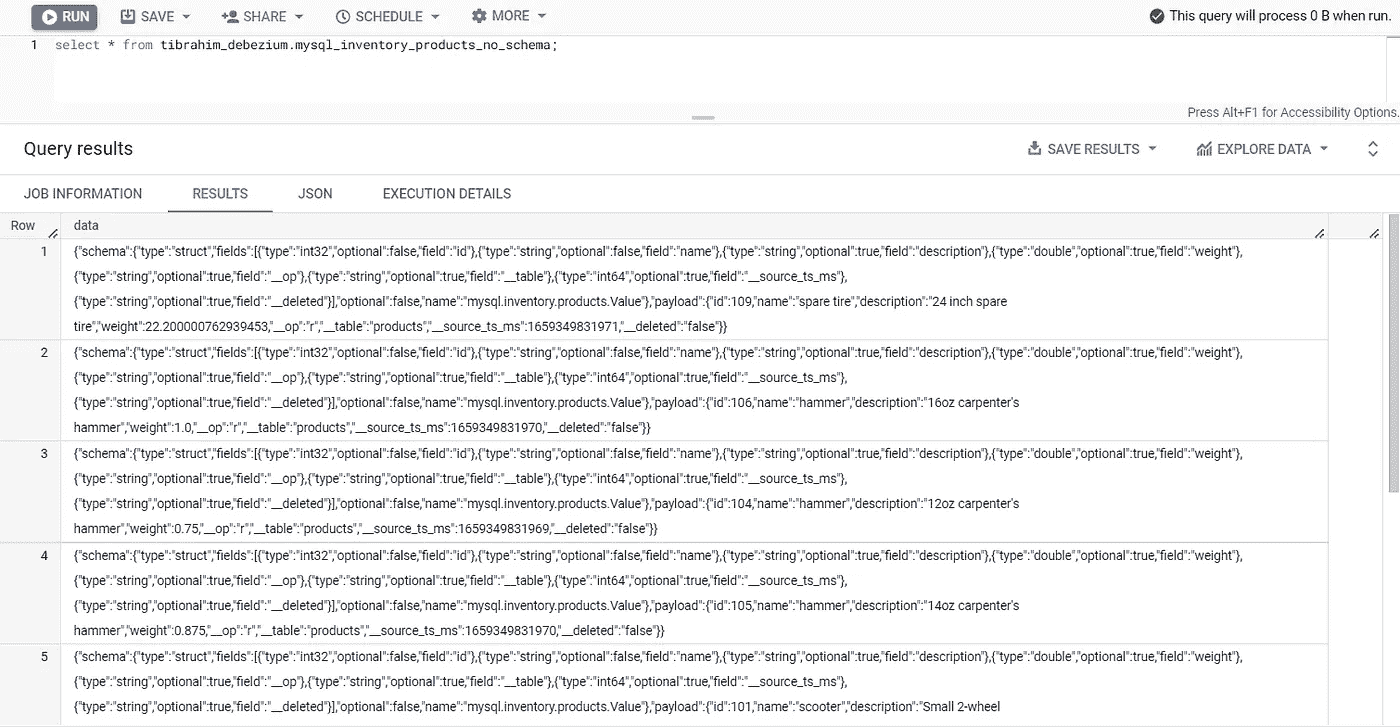 RUN SAVE SHARE SCHEDULE MORE This query will process 0 B when run.
1 select * from tibrahim_debezium.mysql_inventory_products_no_schema;
Press Alt+F1 for Accessibility Options.
Query results SAVE RESULTS EXPLORE DATA
JOB INFORMATION RESULTS JSON EXECUTION DETAILS
Row data
1 {"schema":{"type":"struct","fields":[{"type":"int32","optional":false,"field":"id"},{"type":"string","optional":false,"field":"name"},{"type":"string","optional":true,"field":"description"},{"type":"double","optional":true,"field":"weight"},
{"type":"string","optional":true,"field":"__op"},{"type":"string","optional":true,"field":"__table"},{"type":"int64","optional":true,"field":"__source_ts_ms"},
{"type":"string","optional":true,"field":"__deleted"}],"optional":false,"name":"mysql.inventory.products.Value"},"payload":{"id":109,"name":"spare tire","description":"24 inch spare
tire","weight":22.200000762939453,"__op":"r","__table":"products","__source_ts_ms":1659349831971,"__deleted":"false"}}
2 {"schema":{"type":"struct","fields":[{"type":"int32","optional":false,"field":"id"},{"type":"string","optional":false,"field":"name"},{"type":"string","optional":true,"field":"description"},{"type":"double","optional":true,"field":"weight"},
{"type":"string","optional":true,"field":"__op"},{"type":"string","optional":true,"field":"__table"},{"type":"int64","optional":true,"field":"__source_ts_ms"},
{"type":"string","optional":true,"field":"__deleted"}],"optional":false,"name":"mysql.inventory.products.Value"},"payload":{"id":106,"name":"hammer","description":"16oz carpenter's
hammer","weight":1.0,"__op":"r","__table":"products","__source_ts_ms":1659349831970,"__deleted":"false"}}
3 {"schema":{"type":"struct","fields":[{"type":"int32","optional":false,"field":"id"},{"type":"string","optional":false,"field":"name"},{"type":"string","optional":true,"field":"description"},{"type":"double","optional":true,"field":"weight"},
{"type":"string","optional":true,"field":"__op"},{"type":"string","optional":true,"field":"__table"},{"type":"int64","optional":true,"field":"__source_ts_ms"},
{"type":"string","optional":true,"field":"__deleted"}],"optional":false,"name":"mysql.inventory.products.Value"},"payload":{"id":104,"name":"hammer","description":"12oz carpenter's
hammer","weight":0.75,"__op":"r","__table":"products","__source_ts_ms":1659349831969,"__deleted":"false"}}
4 {"schema":{"type":"struct","fields":[{"type":"int32","optional":false,"field":"id"},{"type":"string","optional":false,"field":"name"},{"type":"string","optional":true,"field":"description"},{"type":"double","optional":true,"field":"weight"},
{"type":"string","optional":true,"field":"__op"},{"type":"string","optional":true,"field":"__table"},{"type":"int64","optional":true,"field":"__source_ts_ms"},
{"type":"string","optional":true,"field":"__deleted"}],"optional":false,"name":"mysql.inventory.products.Value"},"payload":{"id":105,"name":"hammer","description":"14oz carpenter's
hammer","weight":0.875,"__op":"r","__table":"products","__source_ts_ms":1659349831970,"__deleted":"false"}}
5 {"schema":{"type":"struct","fields":[{"type":"int32","optional":false,"field":"id"},{"type":"string","optional":false,"field":"name"},{"type":"string","optional":true,"field":"description"},{"type":"double","optional":true,"field":"weight"},
{"type":"string","optional":true,"field":"__op"},{"type":"string","optional":true,"field":"__table"},{"type":"int64","optional":true,"field":"__source_ts_ms"},
{"type":"string","optional":true,"field":"__deleted"}],"optional":false,"name":"mysql.inventory.products.Value"},"payload":{"id":101,"name":"scooter","description":"Small 2-wheel